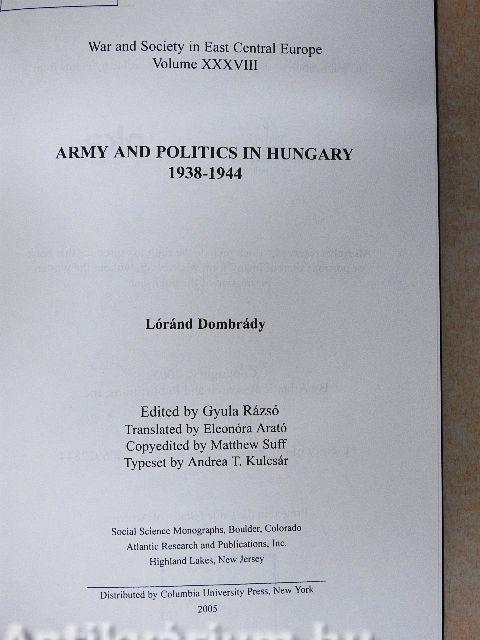 War and Society in East Central Europe
Volume XXXVIII
ARMY AND POLITICS IN HUNGARY
1938-1944
Lóránd Dombrády
Edited by Gyula Rázsó
Translated by Eleonóra Arató
Copyedited by Matthew Suff
Typeset by Andrea T. Kulcsár
Social Science Monographs, Boulder, Colorado
Atlantic Research and Publications, Inc.
Highland Lakes, New Jersey
Distributed by Columbia University Press, New York
2005
Antikvárium.hu